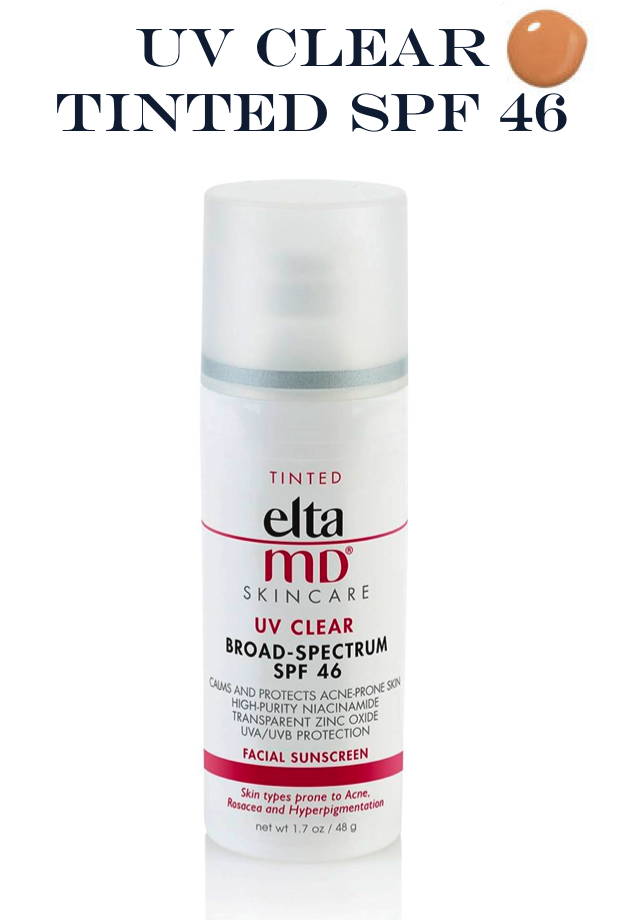 UV CLEAR
TINTED SPF 46
TINTED
elta
MD®
SKINCARE
UV CLEAR
BROAD-SPECTRUM
SPF 46
CALMS AND PROTECTS ACNE-PRONE SKIN
HIGH-PURITY NIACINAMIDE
TRANSPARENT ZINC OXIDE
UVA/UVB PROTECTION
FACIAL SUNSCREEN
Skin types prone to Acne,
Rosacea and Hyperpigmentation
net wt 1.7 oz / 48 g